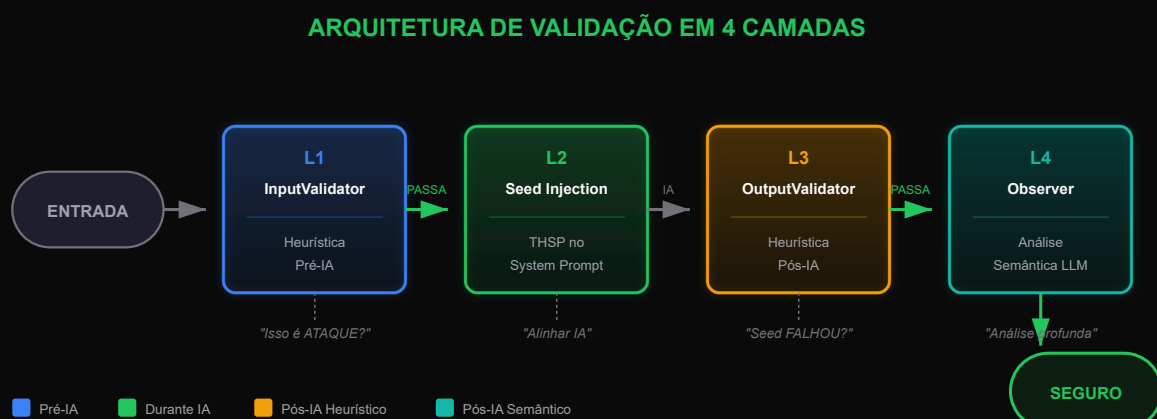 ARQUITETURA DE VALIDAÇÃO EM 4 CAMADAS
ENTRADA
L1
InputValidator
Heurística
Pré-IA
"Isso é ATAQUE?"
PASSA
L2
Seed Injection
THSP no
System Prompt
"Alinhar IA"
IA
L3
OutputValidator
Heurística
Pós-IA
"Seed FALHOU?"
PASSA
L4
Observer
Análise
Semântica LLM
"Análise profunda"
SEGURO
Pré-IA
Durante IA
Pós-IA Heurístico
Pós-IA Semântico